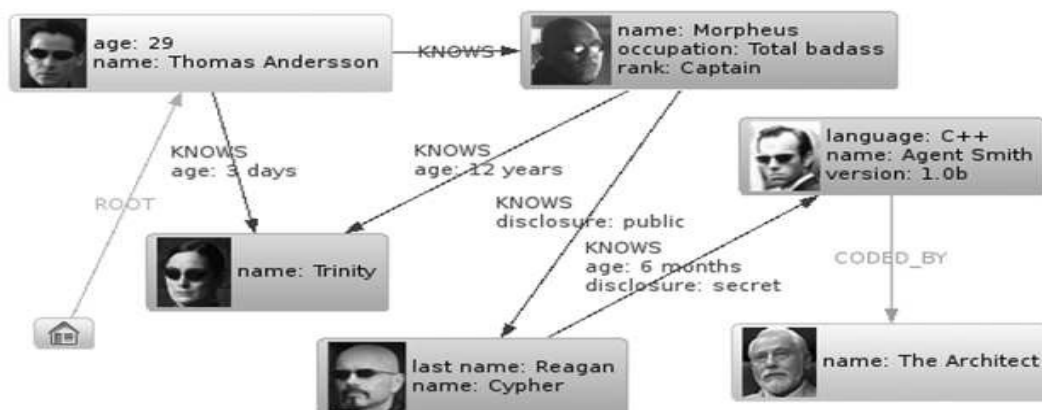 age: 29
name: Thomas Andersson
KNOWS
name: Morpheus
occupation: Total badass
rank: Captain
language: C++
name: Agent Smith
version: 1.0b
KNOWS
age: 3 days
KNOWS
age: 12 years
ROOT
KNOWS
disclosure: public
name: Trinity
KNOWS
age: 6 months
disclosure: secret
CODED_BY
last name: Reagan
name: Cypher
name: The Architect